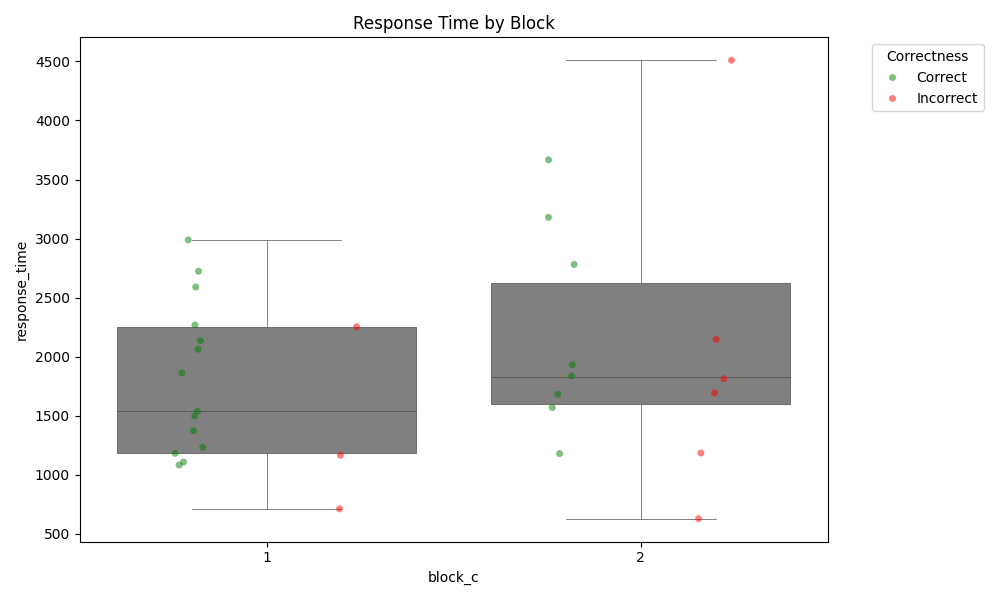 Response Time by Block
Correctness
Correct
Incorrect
response_time
4500
4000
3500
3000
2500
2000
1500
1000
500
1
2
block_c